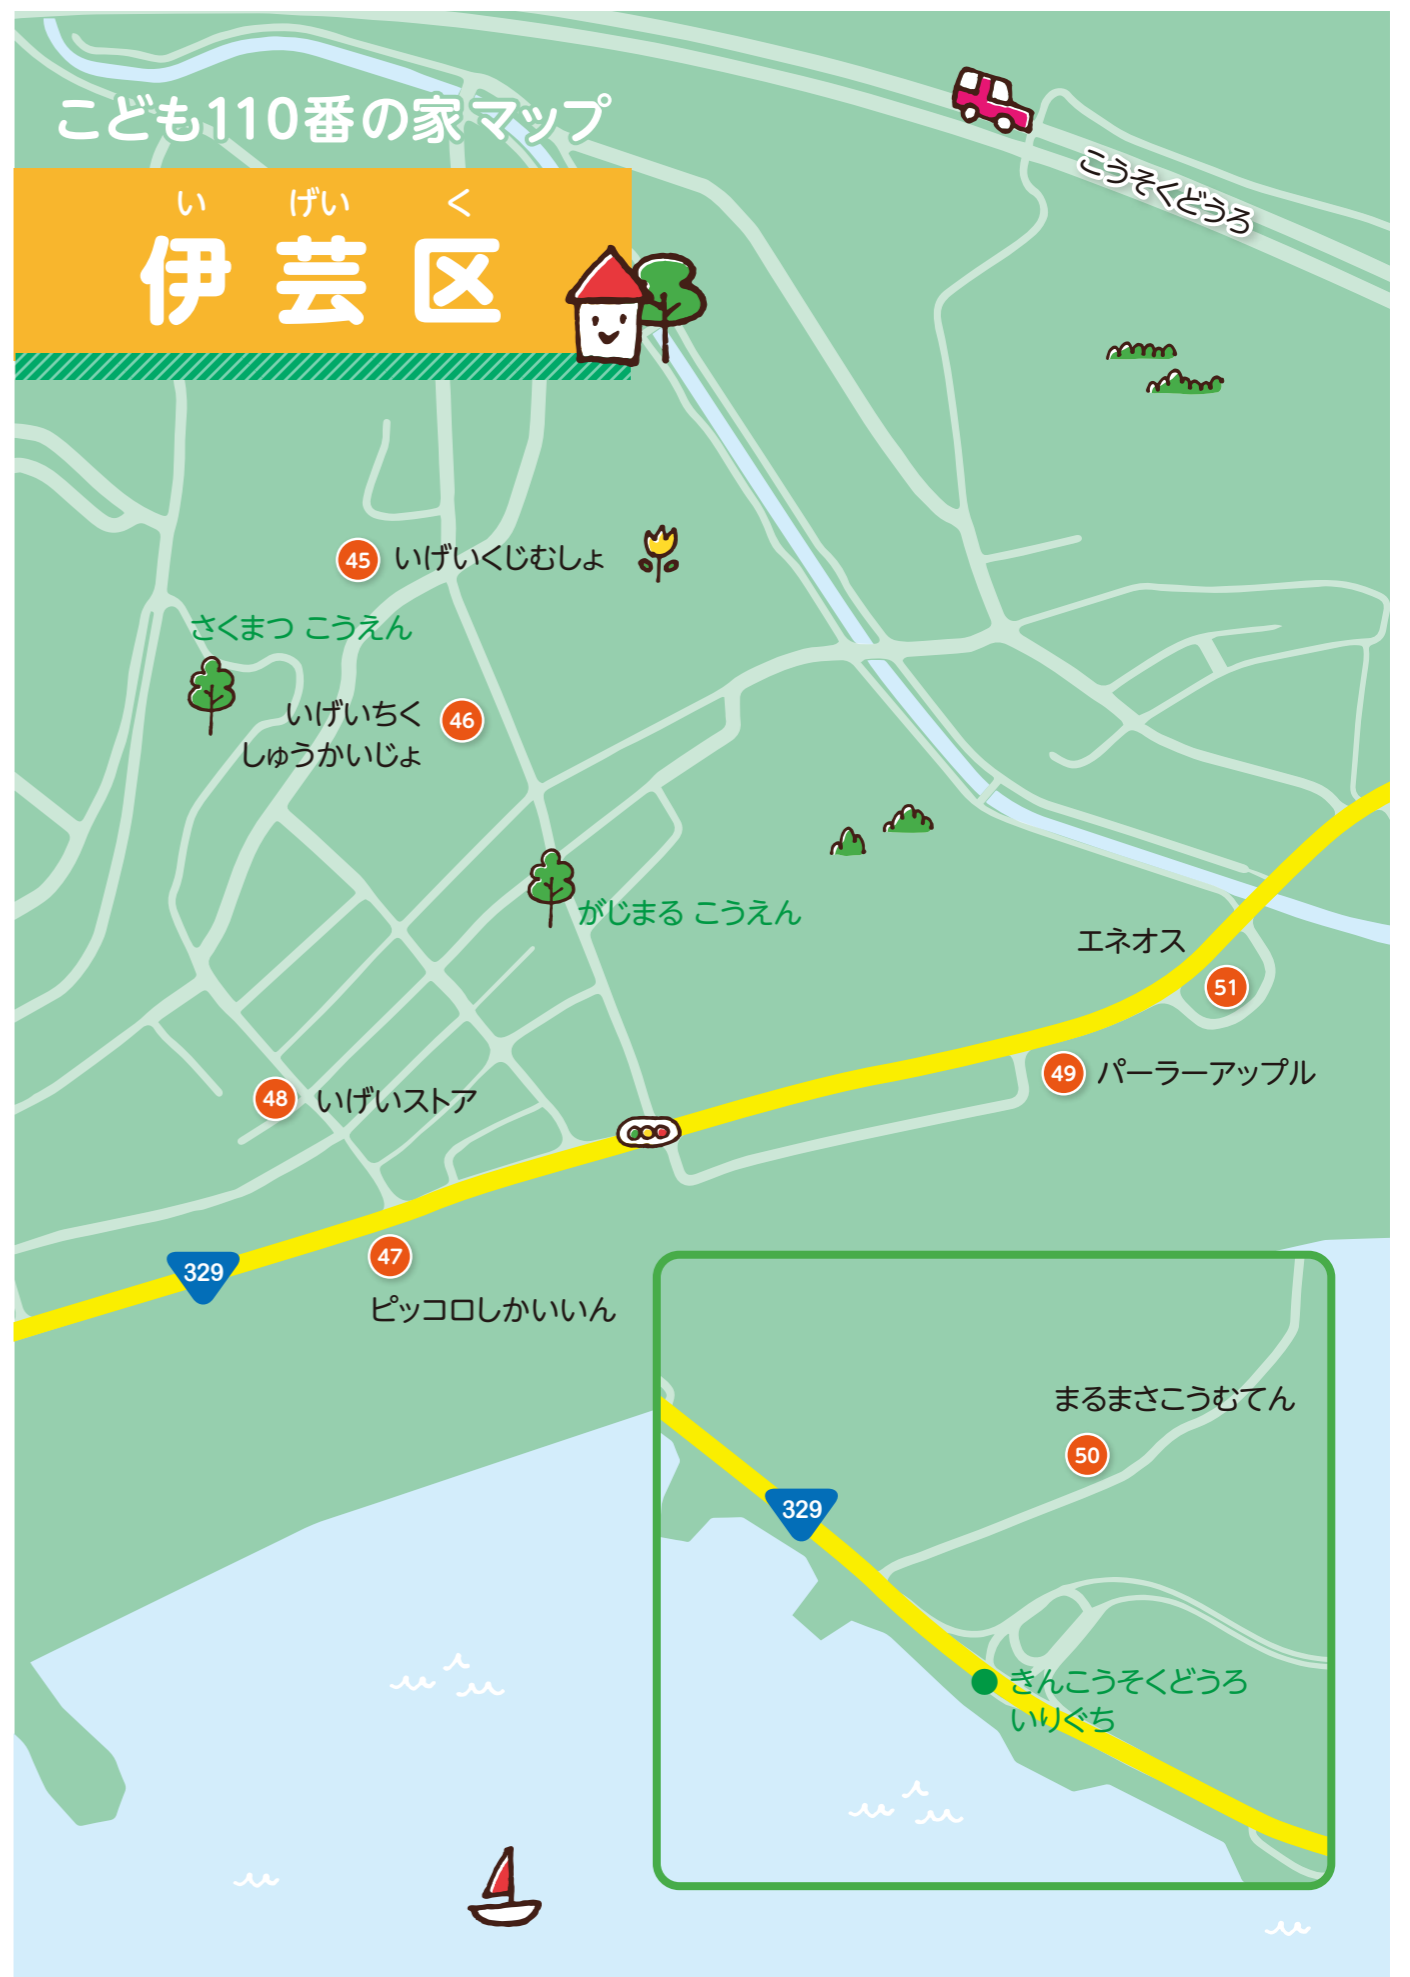 こども110番の家マップ
い げい く
伊芸区
こうそくどうろ
45 いげいくじむしょ
さくまつ こうえん
いげいちく
しゅうかいじょ
46
がじまる こうえん
エネオス
51
49 パーラーアップル
48 いげいストア
329
47
ピッコロしかいいん
まるまさこうむてん
50
329
きんこうそくどうろ
いりぐち